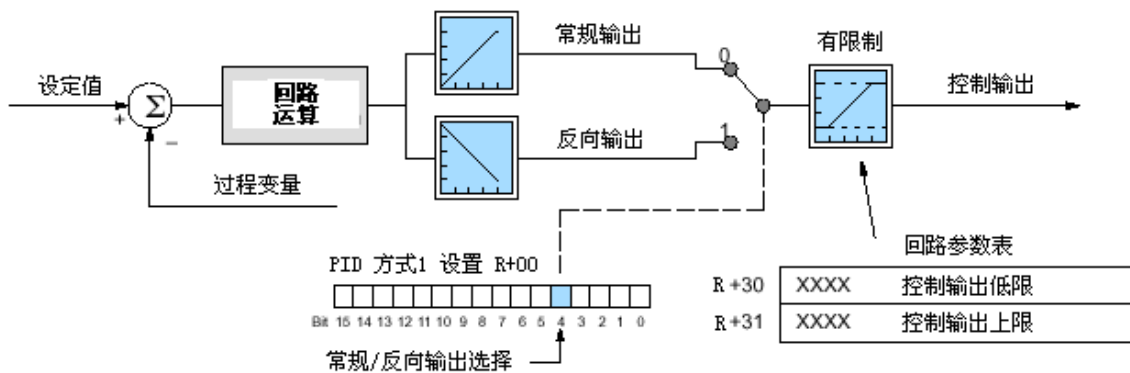 常规输出
0
有限制
设定值
控制输出
+
Σ
回路
运算
−
1
反向输出
过程变量
回路参数表
PID 方式1 设置 R+00
R +30 XXXX 控制输出低限
R +31 XXXX 控制输出上限
Bit 15 14 13 12 11 10 9 8 7 6 5 4 3 2 1 0
常规/反向输出选择